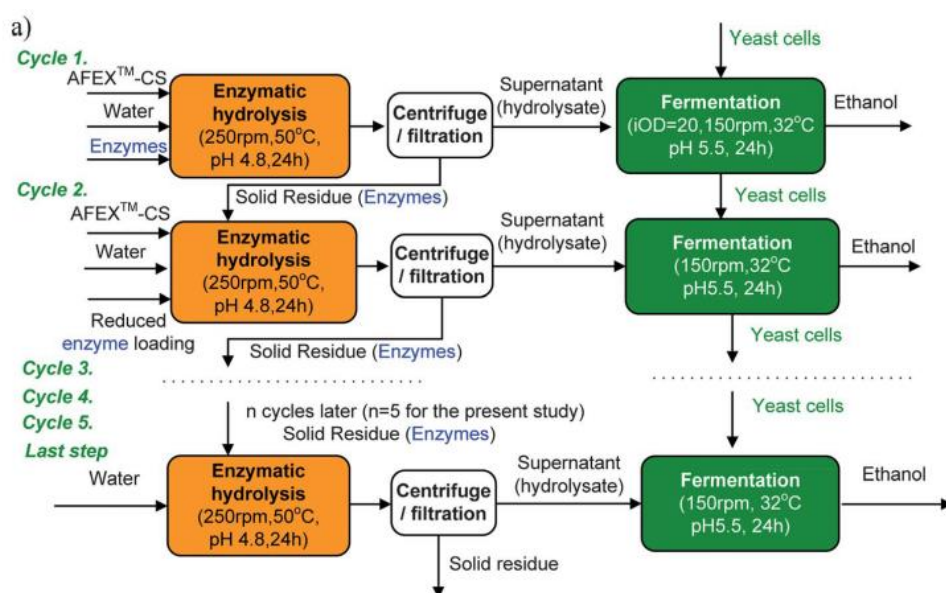 a)
Cycle 1.
AFEX™-CS
Water
Enzymes
Enzymatic
hydrolysis
(250rpm,50°C,
pH 4.8,24h)
Centrifuge
/ filtration
Supernatant
(hydrolysate)
Yeast cells
Fermentation
(iOD=20,150rpm,32°C
pH 5.5, 24h)
Ethanol
Solid Residue (Enzymes)
Yeast cells
Cycle 2.
AFEX™-CS
Water
Reduced
enzyme loading
Enzymatic
hydrolysis
(250rpm,50°C,
pH 4.8,24h)
Centrifuge
/ filtration
Supernatant
(hydrolysate)
Fermentation
(150rpm,32°C
pH5.5, 24h)
Ethanol
Solid Residue (Enzymes)
Yeast cells
Cycle 3.
Cycle 4.
Cycle 5.
Last step
n cycles later (n=5 for the present study)
Solid Residue (Enzymes)
Yeast cells
Water
Enzymatic
hydrolysis
(250rpm,50°C,
pH 4.8,24h)
Centrifuge
/ filtration
Supernatant
(hydrolysate)
Fermentation
(150rpm, 32°C
pH5.5, 24h)
Ethanol
Solid residue